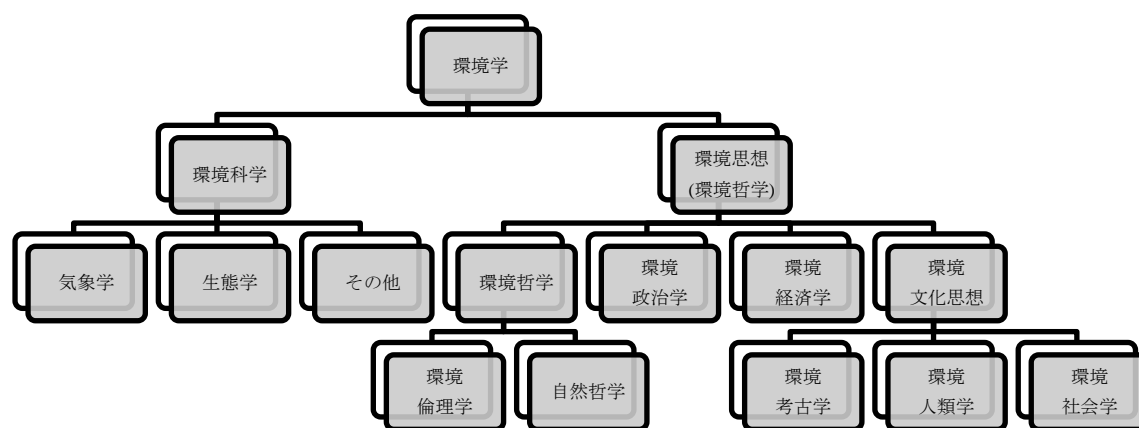 環境学
環境科学
環境思想
(環境哲学)
気象学
生態学
その他
環境哲学
環境
政治学
環境
経済学
環境
文化思想
環境
倫理学
自然哲学
環境
考古学
環境
人類学
環境
社会学